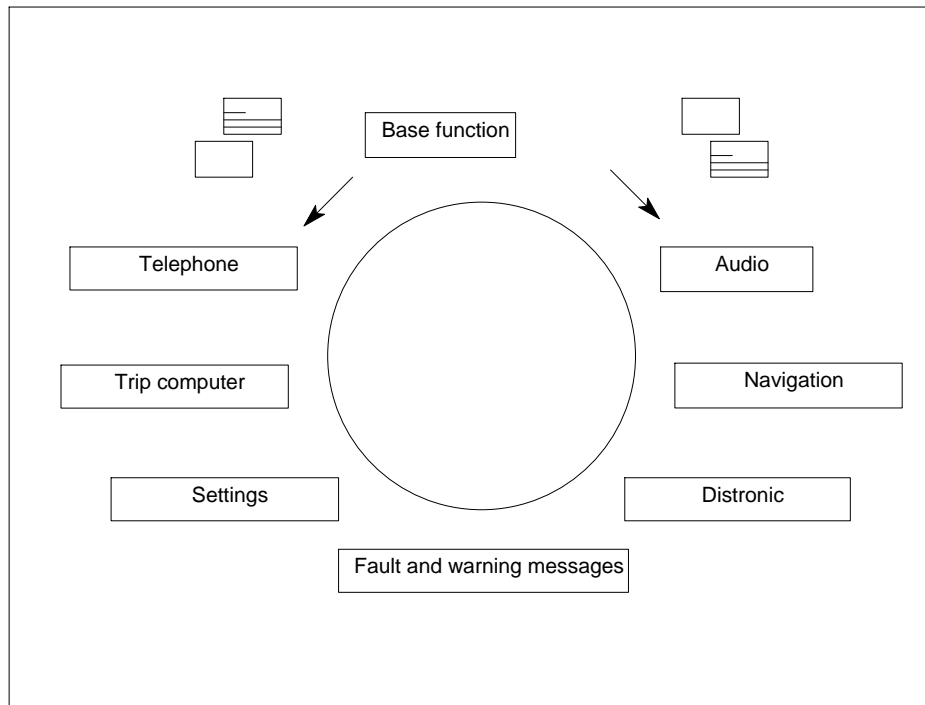 Base function
Telephone
Audio
Trip computer
Navigation
Settings
Distronic
Fault and warning messages